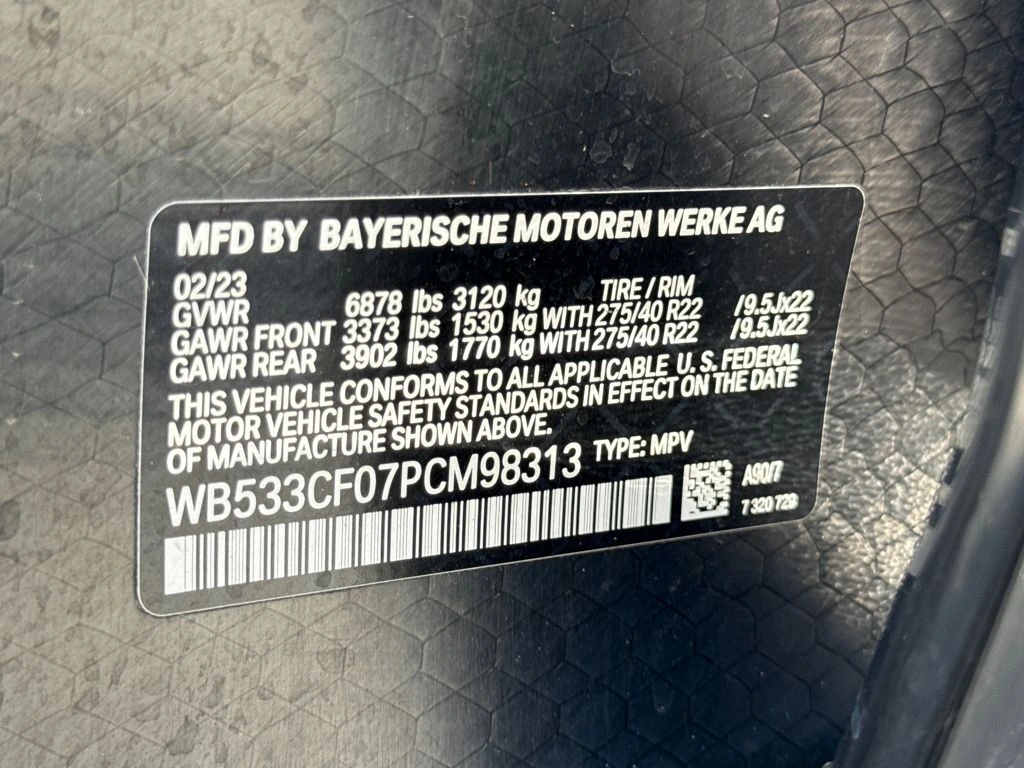 MFD BY BAYERISCHE MOTOREN WERKE AG
02/23 TIRE / RIM
GVWR 6878 lbs 3120 kg
GAWR FRONT 3373 lbs 1530 kg WITH 275/40 R22 /9.5Jx22
GAWR REAR 3902 lbs 1770 kg WITH 275/40 R22 /9.5Jx22
THIS VEHICLE CONFORMS TO ALL APPLICABLE U. S. FEDERAL
MOTOR VEHICLE SAFETY STANDARDS IN EFFECT ON THE DATE
OF MANUFACTURE SHOWN ABOVE.
WB533CF07PCM98313 TYPE: MPV
A90/7
7 320 728